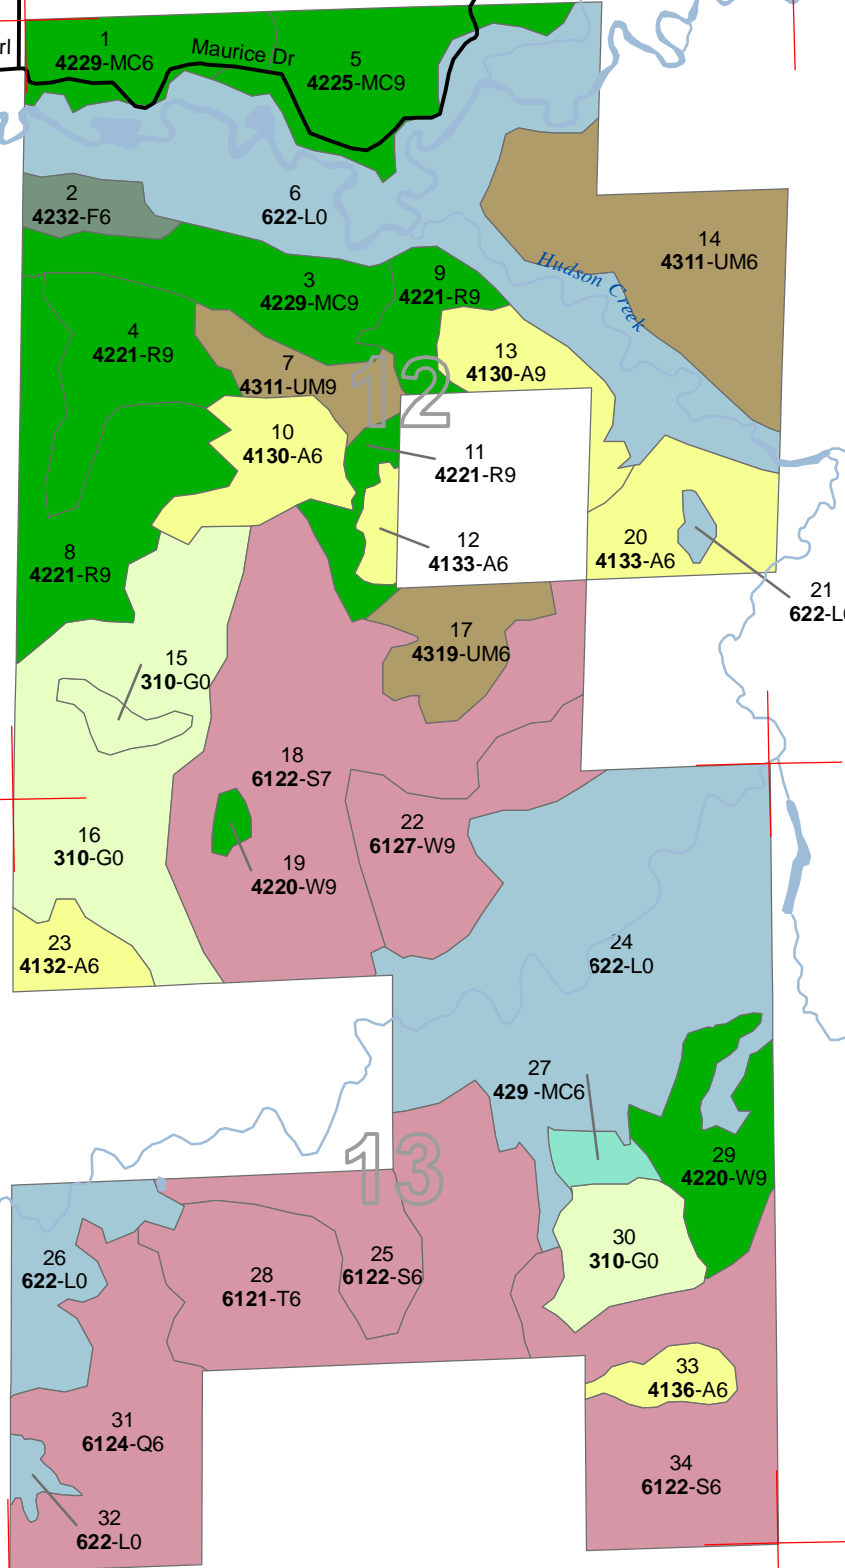 rl
1
4229-MC6
Maurice Dr
5
4225-MC9
2
4232-F6
6
622-L0
14
4311-UM6
Hudson Creek
3
4229-MC9
9
4221-R9
4
4221-R9
13
4130-A9
7
4311-UM9
12
10
4130-A6
11
4221-R9
12
4133-A6
20
4133-A6
8
4221-R9
21
622-L0
17
4319-UM6
15
310-G0
18
6122-S7
22
6127-W9
16
310-G0
19
4220-W9
23
4132-A6
24
622-L0
27
429 -MC6
13
29
4220-W9
30
310-G0
26
622-L0
25
6122-S6
28
6121-T6
33
4136-A6
31
6124-Q6
34
6122-S6
32
622-L0